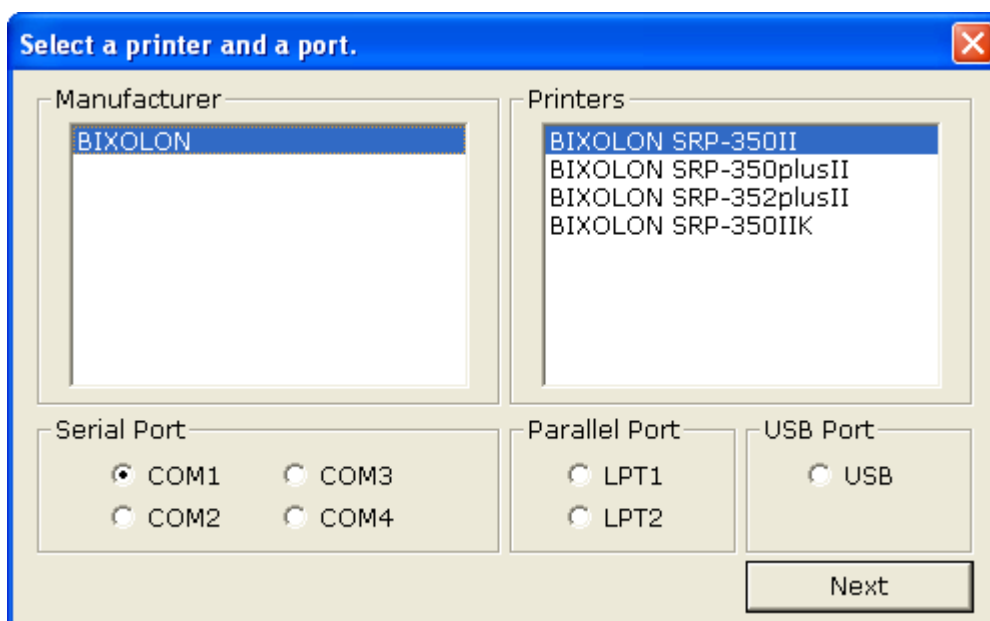 Select a printer and a port.
Manufacturer
BIXOLON
Printers
BIXOLON SRP-350II
BIXOLON SRP-350plusII
BIXOLON SRP-352plusII
BIXOLON SRP-350IIK
Serial Port
COM1 COM3
COM2 COM4
Parallel Port
LPT1
LPT2
USB Port
USB
Next